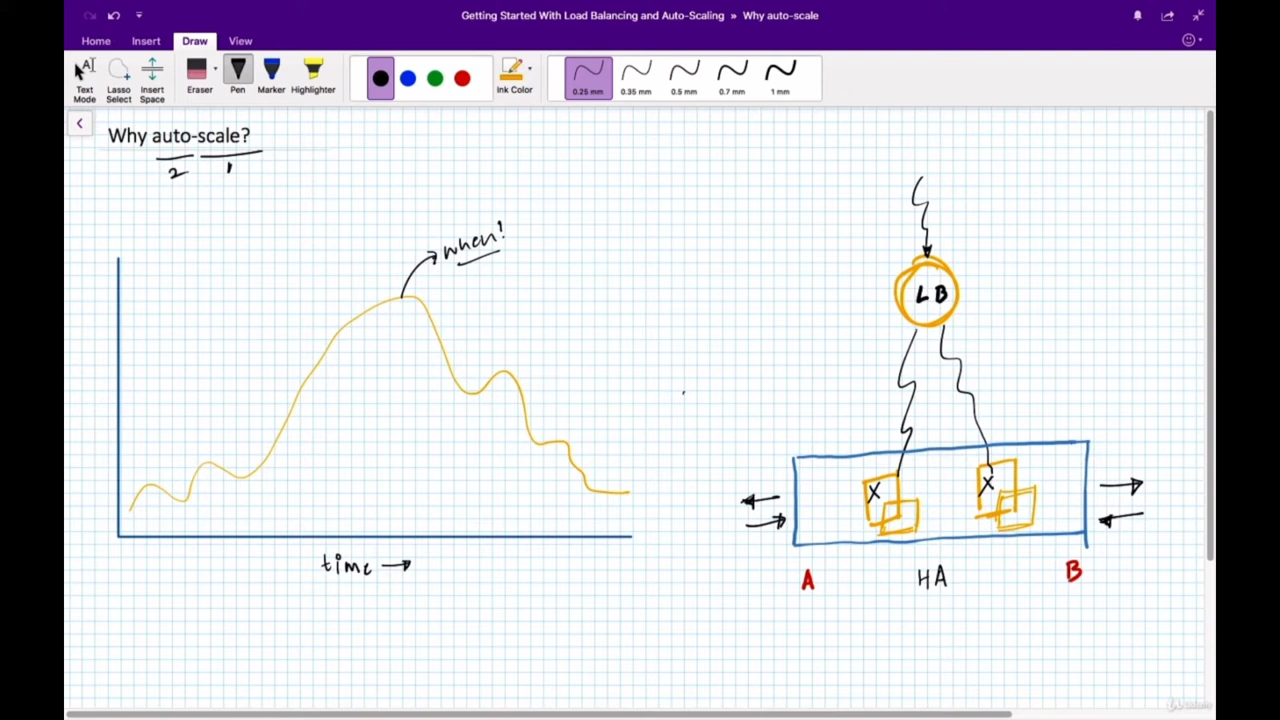 Getting Started With Load Balancing and Auto-Scaling » Why auto-scale
Home Insert Draw View
Text Mode
Lasso Select
Insert Space
Eraser
Pen
Marker
Highlighter
Ink Color
0.25 mm
0.35 mm
0.5 mm
0.7 mm
1 mm
Why auto-scale?
2 1
when!
LB
X X
time →
A HA B